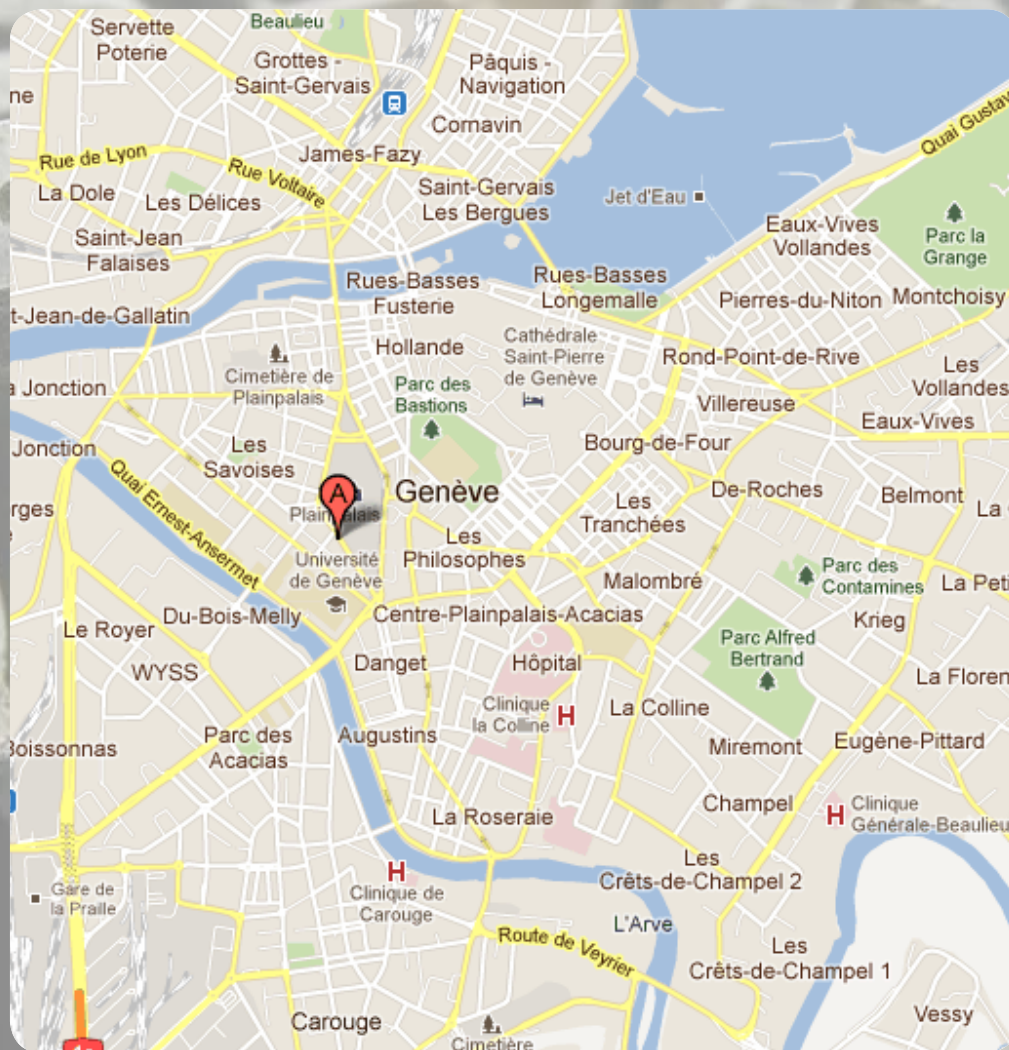 Servette
Poterie
Beaulieu
Grottes -
Saint-Gervais
Pâquis -
Navigation
ne
Cornavin
Quai Gustav
Rue de Lyon
James-Fazy
Rue Voltaire
La Dole
Les Délices
Saint-Gervais
Les Bergues
Jet d'Eau
Eaux-Vives
Vollandes
Parc la
Grange
Saint-Jean
Falaises
Rues-Basses
Fusterie
Rues-Basses
Longemalle
Pierres-du-Niton
Montchoisy
t-Jean-de-Gallatin
Hollande
Cathédrale
Saint-Pierre
de Genève
Rond-Point-de-Rive
Les
Vollandes
a Jonction
Cimetière de
Plainpalais
Parc des
Bastions
Villereuse
Eaux-Vives
Jonction
Les
Savoises
Bourg-de-Four
Quai Ernest-Ansermet
A
Genève
Plainpalais
Les
Tranchées
De-Roches
Belmont
La
rges
Université
de Genève
Les
Philosophes
Malombré
Parc des
Contamines
La Peti
Du-Bois-Melly
Centre-Plainpalais-Acacias
Krieg
Le Royer
Parc Alfred
Bertrand
WYSS
Danget
Hôpital
La Floren
Clinique
la Colline
H
La Colline
Boissonnas
Parc des
Acacias
Augustins
Miremont
Eugène-Pittard
La Roseraie
Champel
H
Clinique
Générale-Beaulieu
H
Clinique de
Carouge
Les
Crêts-de-Champel 2
Gare de
la Praille
L'Arve
Route de Veyrier
Les
Crêts-de-Champel 1
Carouge
Cimetière
Vessy